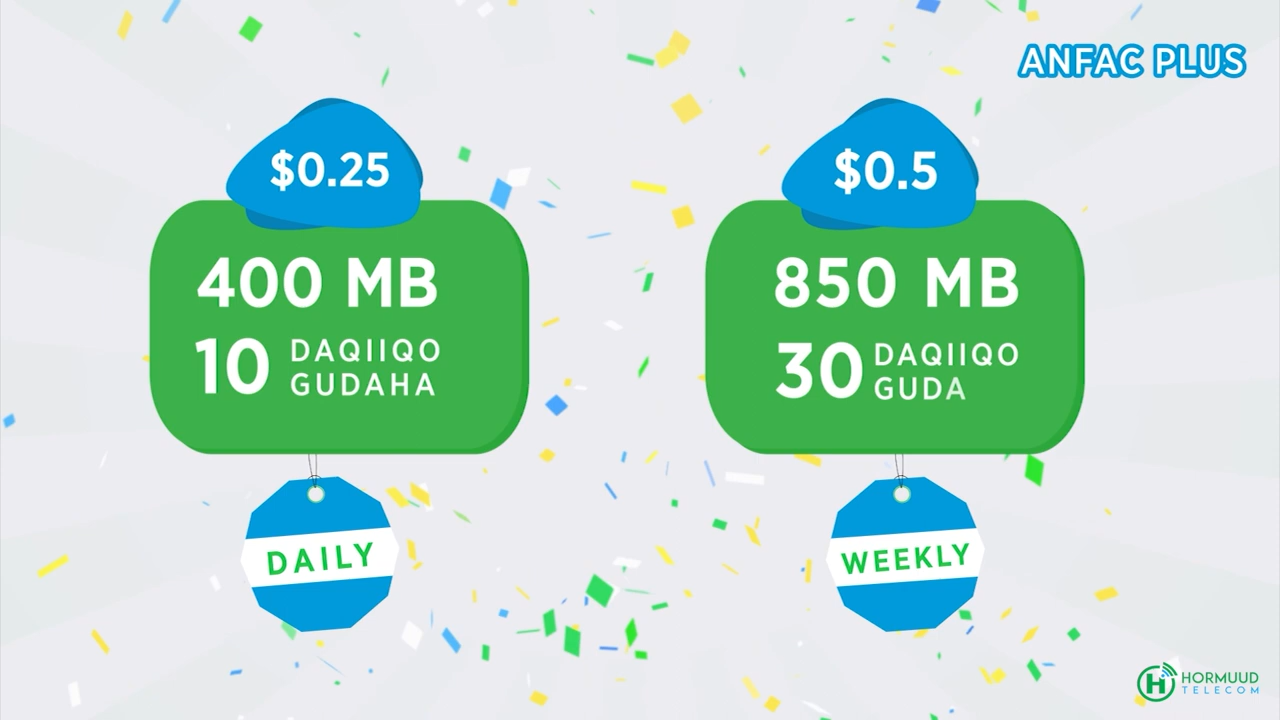 ANFAC PLUS
$0.25
400 MB
10 DAQIIQO
GUDAHA
DAILY
$0.5
850 MB
30 DAQIIQO
GUDA
WEEKLY
HORMUUD
TELECOM